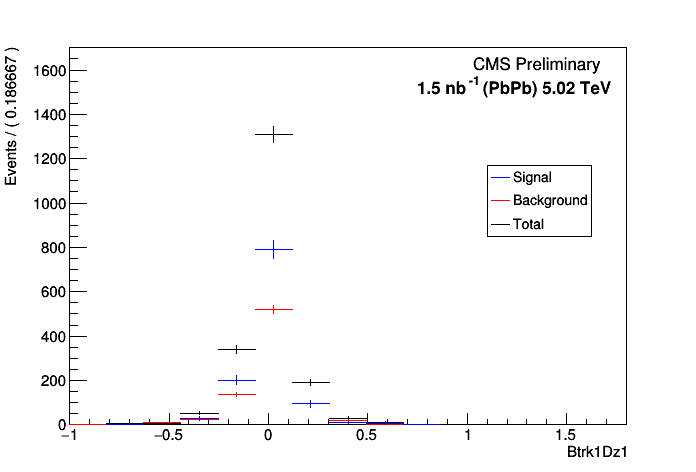 CMS Preliminary
1.5 nb-1 (PbPb) 5.02 TeV
Events / ( 0.186667 )
1600
1400
1200
1000
800
600
400
200
0
Signal
Background
Total
−1 −0.5 0 0.5 1 1.5
Btrk1Dz1